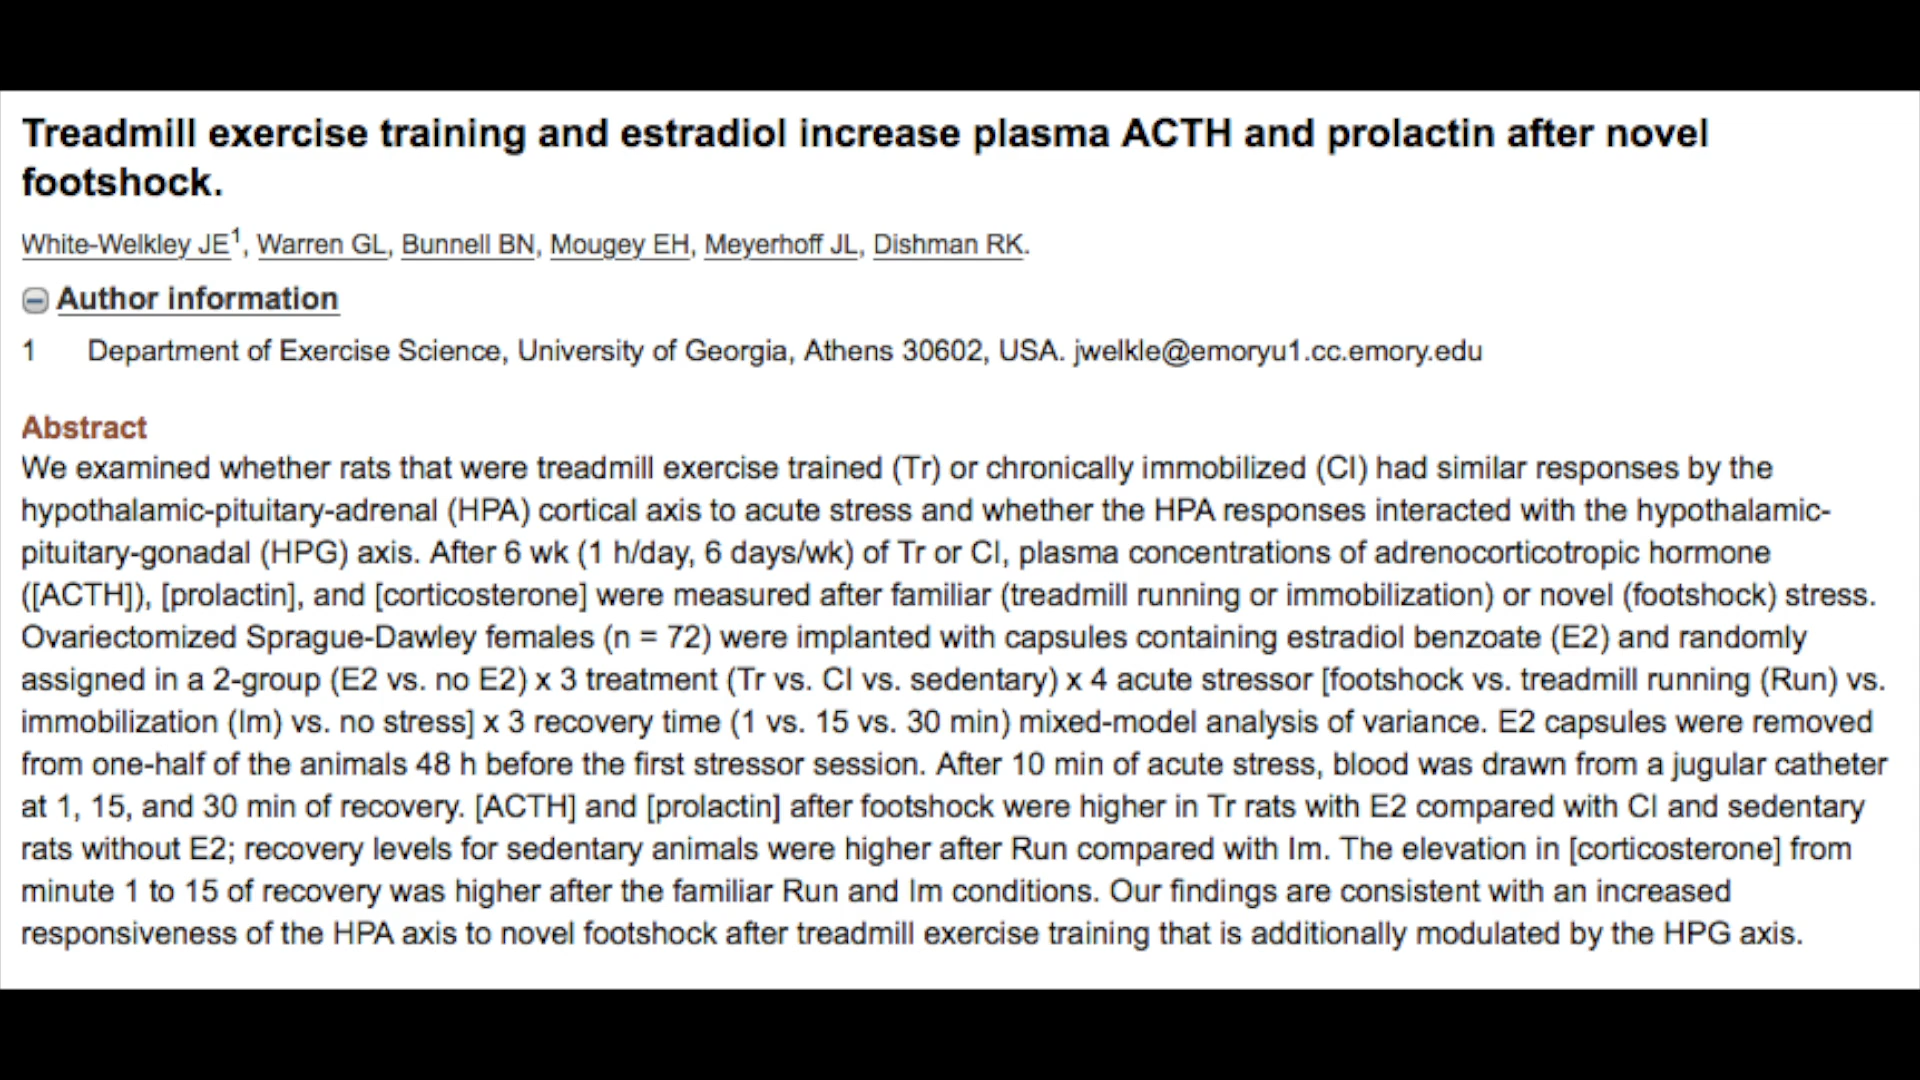 Treadmill exercise training and estradiol increase plasma ACTH and prolactin after novel
footshock.
White-Welkley JE1, Warren GL, Bunnell BN, Mougey EH, Meyerhoff JL, Dishman RK.
Author information
1 Department of Exercise Science, University of Georgia, Athens 30602, USA. jwelkle@emoryu1.cc.emory.edu
Abstract
We examined whether rats that were treadmill exercise trained (Tr) or chronically immobilized (CI) had similar responses by the
hypothalamic-pituitary-adrenal (HPA) cortical axis to acute stress and whether the HPA responses interacted with the hypothalamic-
pituitary-gonadal (HPG) axis. After 6 wk (1 h/day, 6 days/wk) of Tr or CI, plasma concentrations of adrenocorticotropic hormone
([ACTH]), [prolactin], and [corticosterone] were measured after familiar (treadmill running or immobilization) or novel (footshock) stress.
Ovariectomized Sprague-Dawley females (n = 72) were implanted with capsules containing estradiol benzoate (E2) and randomly
assigned in a 2-group (E2 vs. no E2) x 3 treatment (Tr vs. CI vs. sedentary) x 4 acute stressor [footshock vs. treadmill running (Run) vs.
immobilization (Im) vs. no stress] x 3 recovery time (1 vs. 15 vs. 30 min) mixed-model analysis of variance. E2 capsules were removed
from one-half of the animals 48 h before the first stressor session. After 10 min of acute stress, blood was drawn from a jugular catheter
at 1, 15, and 30 min of recovery. [ACTH] and [prolactin] after footshock were higher in Tr rats with E2 compared with CI and sedentary
rats without E2; recovery levels for sedentary animals were higher after Run compared with Im. The elevation in [corticosterone] from
minute 1 to 15 of recovery was higher after the familiar Run and Im conditions. Our findings are consistent with an increased
responsiveness of the HPA axis to novel footshock after treadmill exercise training that is additionally modulated by the HPG axis.